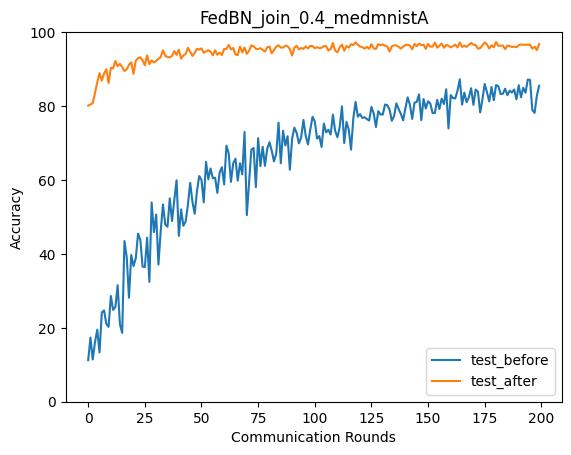 FedBN_join_0.4_medmnistA
100
80
60
40
20
0
Accuracy
0 25 50 75 100 125 150 175 200
Communication Rounds
test_before
test_after